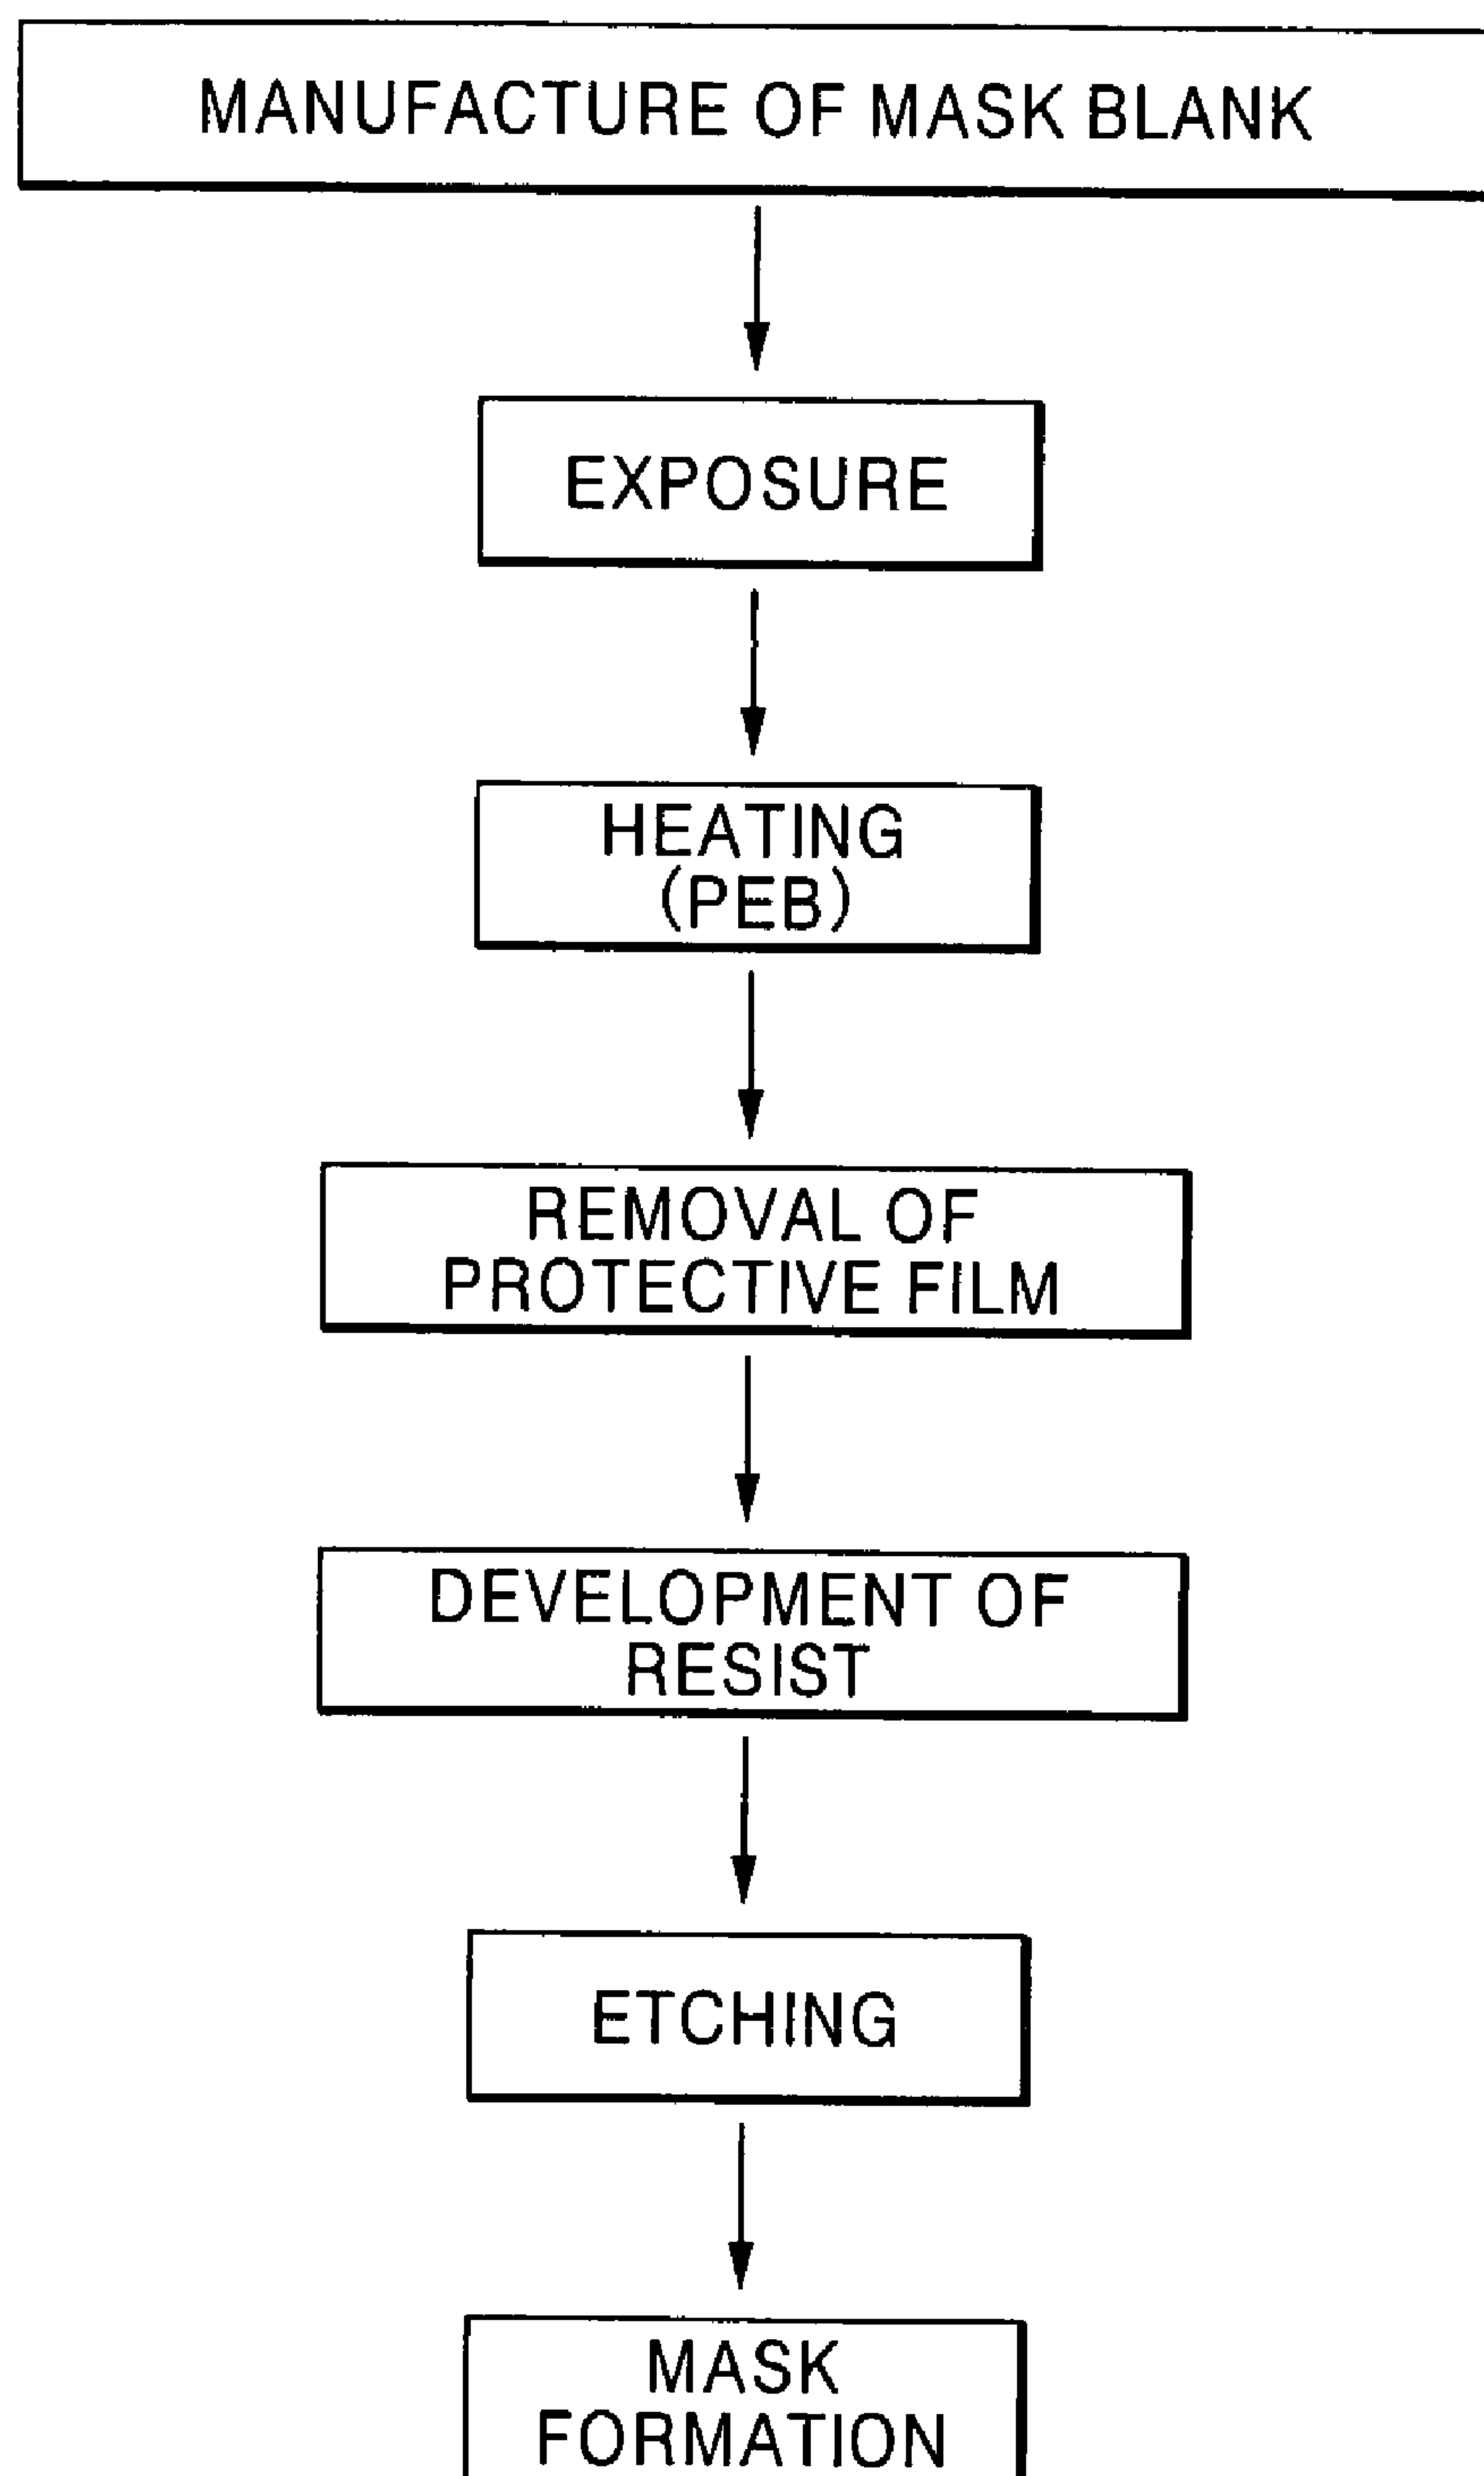 MANUFACTURE OF MASK BLANK
EXPOSURE
HEATING
(PEB)
REMOVAL OF
PROTECTIVE FILM
DEVELOPMENT OF
RESIST
ETCHING
MASK
FORMATION